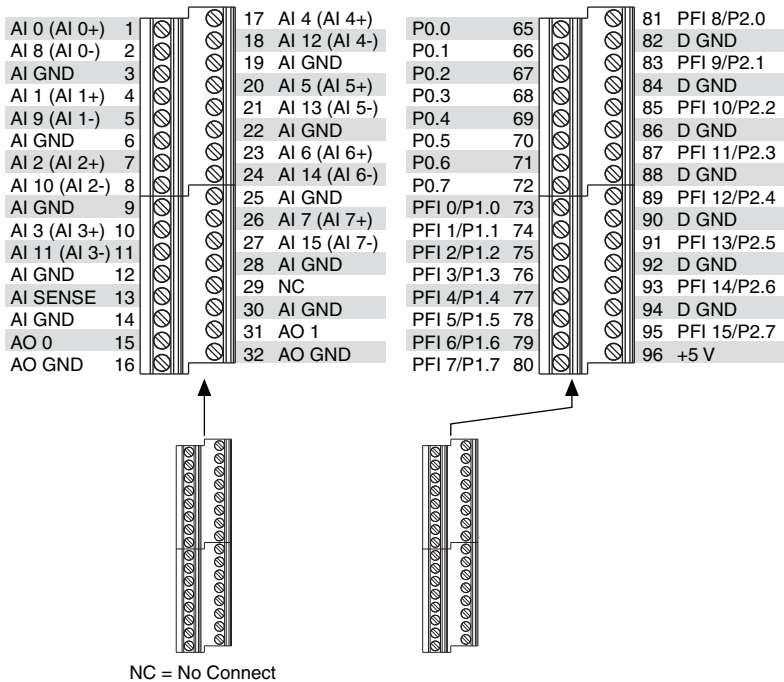 AI 0 (AI 0+) 1
AI 8 (AI 0-) 2
AI GND 3
AI 1 (AI 1+) 4
AI 9 (AI 1-) 5
AI GND 6
AI 2 (AI 2+) 7
AI 10 (AI 2-) 8
AI GND 9
AI 3 (AI 3+) 10
AI 11 (AI 3-) 11
AI GND 12
AI SENSE 13
AI GND 14
AO 0 15
AO GND 16
17 AI 4 (AI 4+)
18 AI 12 (AI 4-)
19 AI GND
20 AI 5 (AI 5+)
21 AI 13 (AI 5-)
22 AI GND
23 AI 6 (AI 6+)
24 AI 14 (AI 6-)
25 AI GND
26 AI 7 (AI 7+)
27 AI 15 (AI 7-)
28 AI GND
29 NC
30 AI GND
31 AO 1
32 AO GND
P0.0 65
P0.1 66
P0.2 67
P0.3 68
P0.4 69
P0.5 70
P0.6 71
P0.7 72
PFI 0/P1.0 73
PFI 1/P1.1 74
PFI 2/P1.2 75
PFI 3/P1.3 76
PFI 4/P1.4 77
PFI 5/P1.5 78
PFI 6/P1.6 79
PFI 7/P1.7 80
81 PFI 8/P2.0
82 D GND
83 PFI 9/P2.1
84 D GND
85 PFI 10/P2.2
86 D GND
87 PFI 11/P2.3
88 D GND
89 PFI 12/P2.4
90 D GND
91 PFI 13/P2.5
92 D GND
93 PFI 14/P2.6
94 D GND
95 PFI 15/P2.7
96 +5 V
NC = No Connect